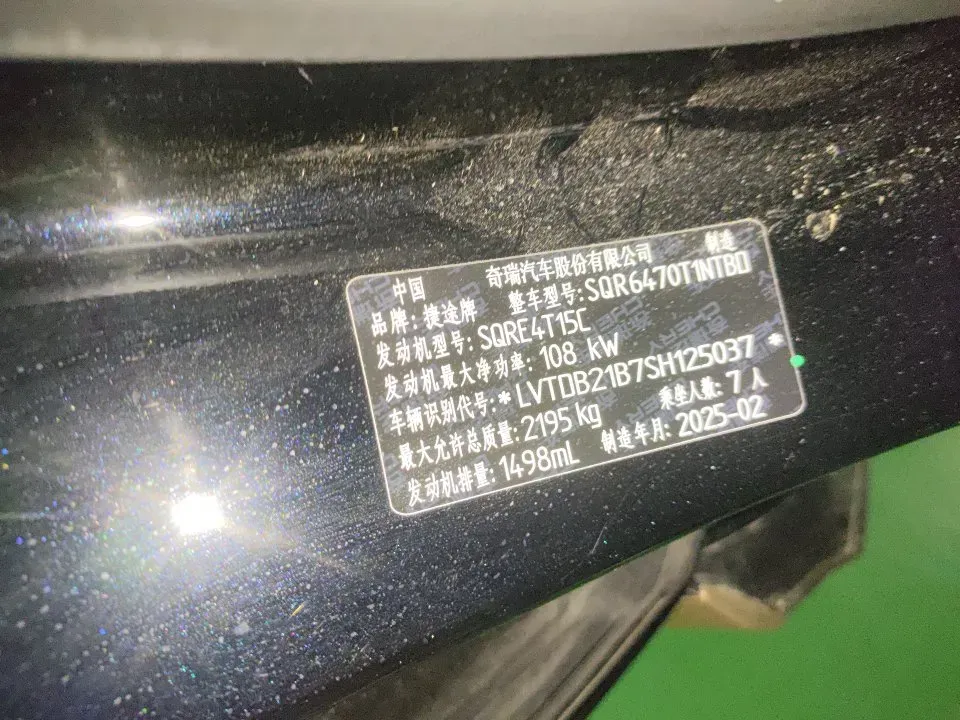 中国 奇瑞汽车股份有限公司 制造
品牌: 捷途牌 整车型号: SQR6470T1NTBD
发动机型号: SQRE4T15C
发动机最大净功率: 108 kW
车辆识别代号: *LVTDB21B7SH125037*
最大允许总质量: 2195 kg 乘坐人数: 7 人
发动机排量: 1498mL 制造年月: 2025-02